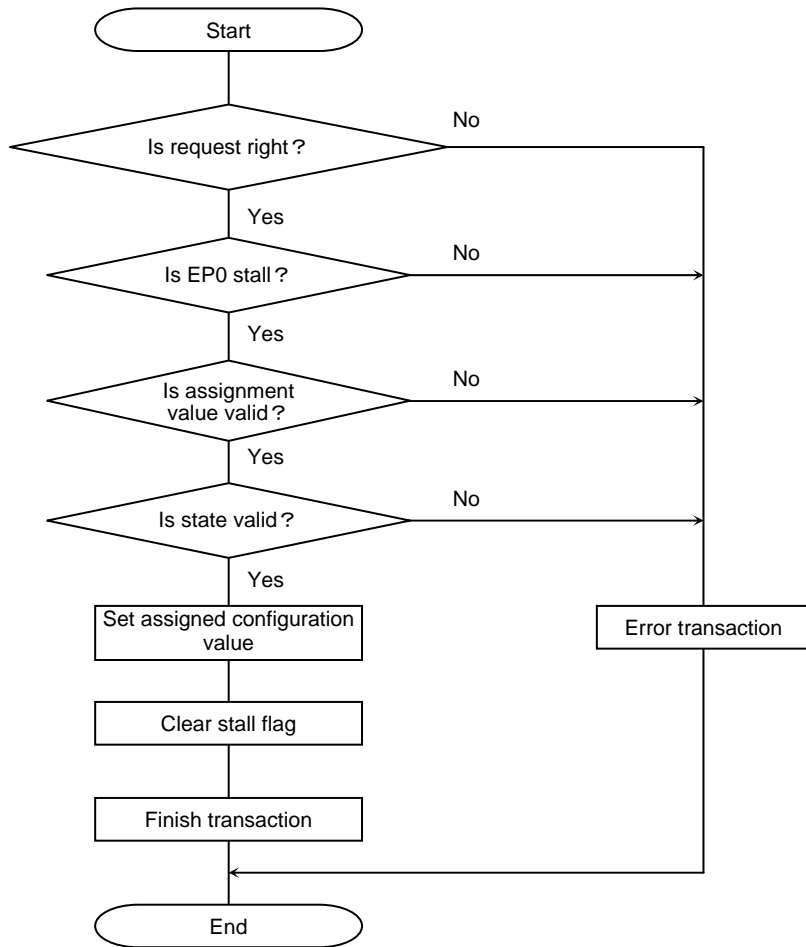 Start
Is request right？
No
Yes
Is EP0 stall？
No
Yes
Is assignment
value valid？
No
Yes
Is state valid？
No
Yes
Set assigned configuration
value
Error transaction
Clear stall flag
Finish transaction
End